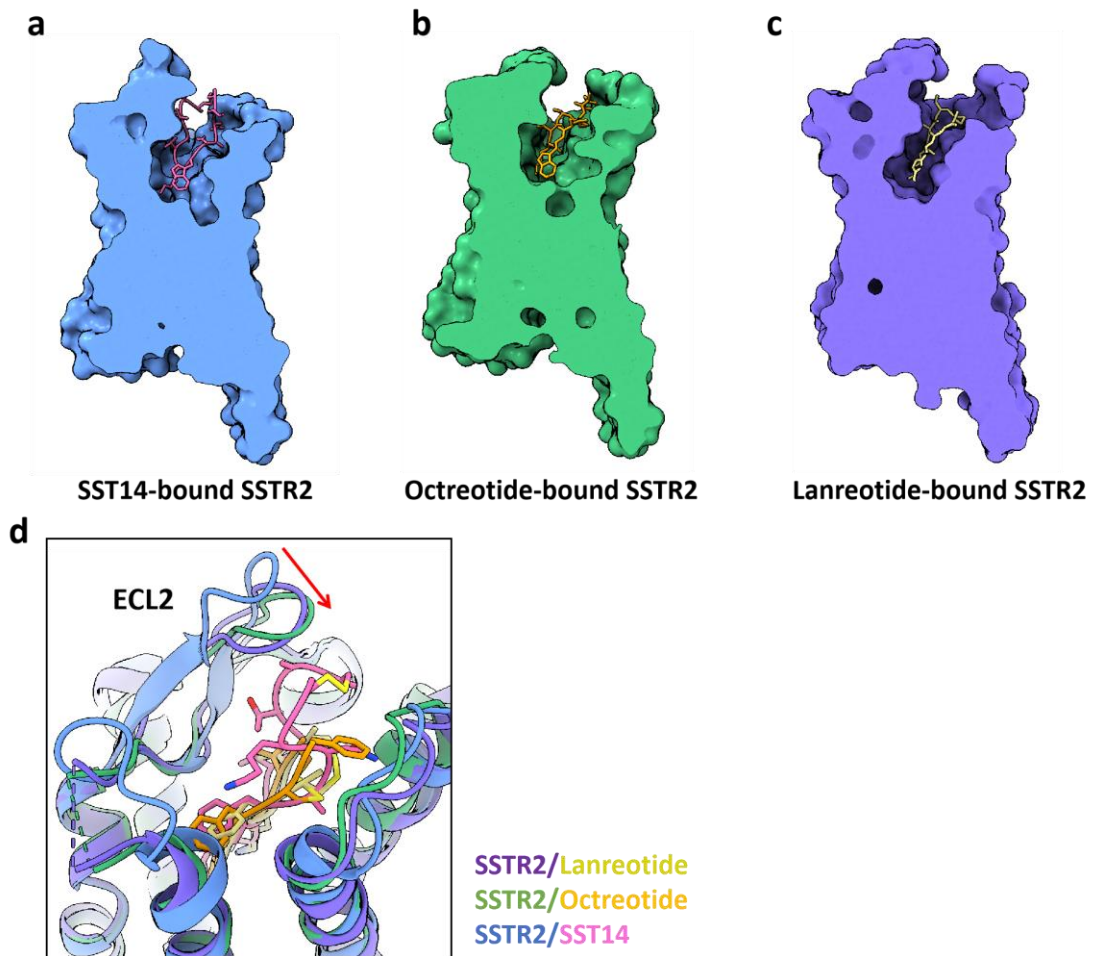 a
b
c
SST14-bound SSTR2
Octreotide-bound SSTR2
Lanreotide-bound SSTR2
d
ECL2
SSTR2/Lanreotide
SSTR2/Octreotide
SSTR2/SST14